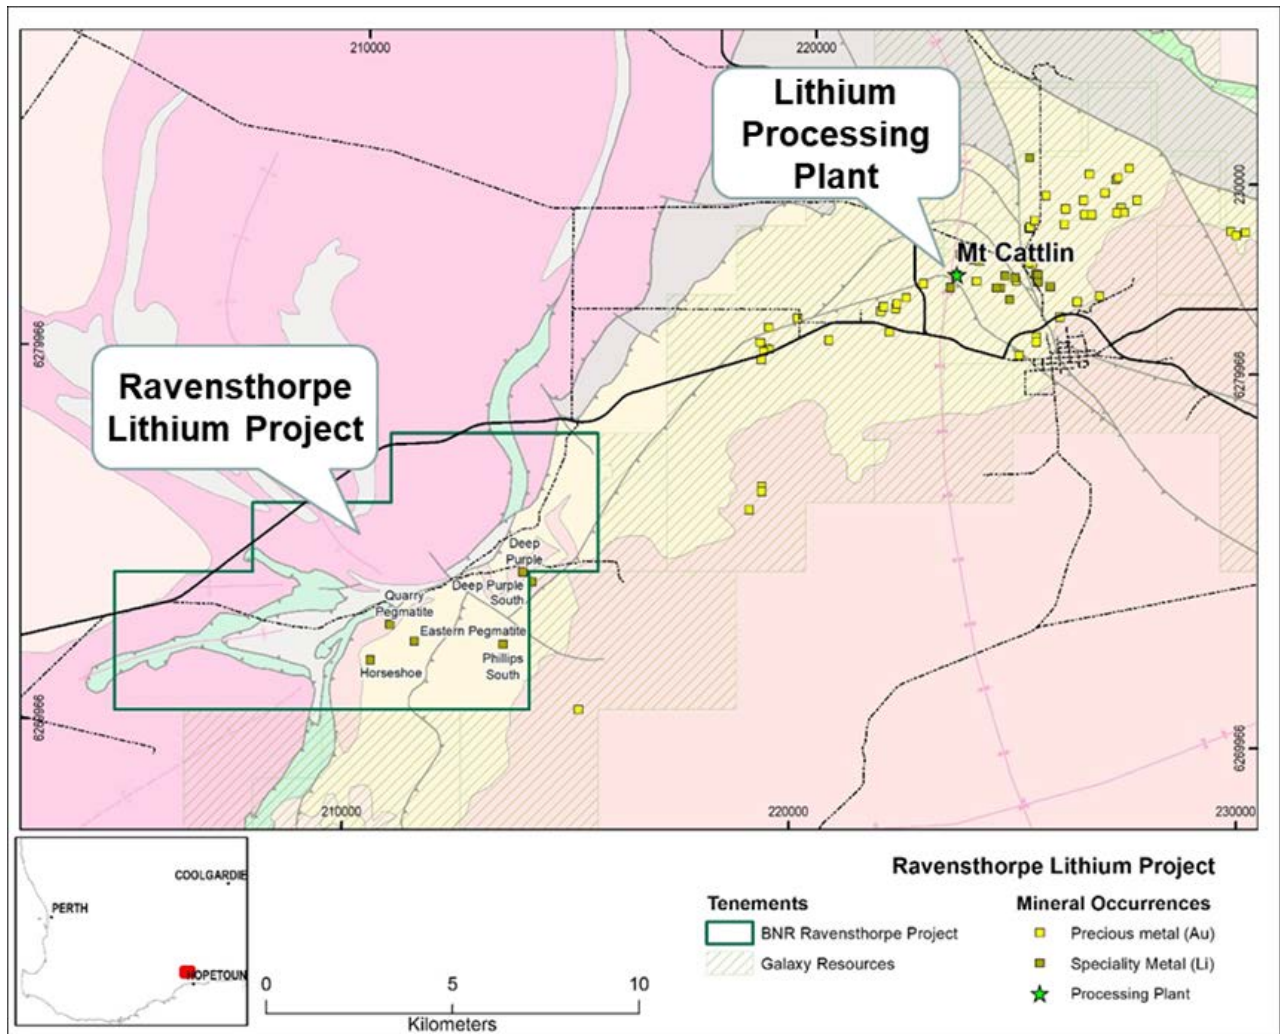 210000
220000
Lithium
Processing
Plant
230000
Mt Cattlin
6279966
6279966
Ravensthorpe
Lithium Project
Deep
Purple
Deep Purple
South
Quarry
Pegmatite
Eastern Pegmatite
Horseshoe
Phillips
South
6269966
6269966
210000
220000
230000
COOLGARDIE
PERTH
HOPETOUN
0
5
10
Kilometers
Ravensthorpe Lithium Project
Tenements
BNR Ravensthorpe Project
Galaxy Resources
Mineral Occurrences
Precious metal (Au)
Speciality Metal (Li)
Processing Plant